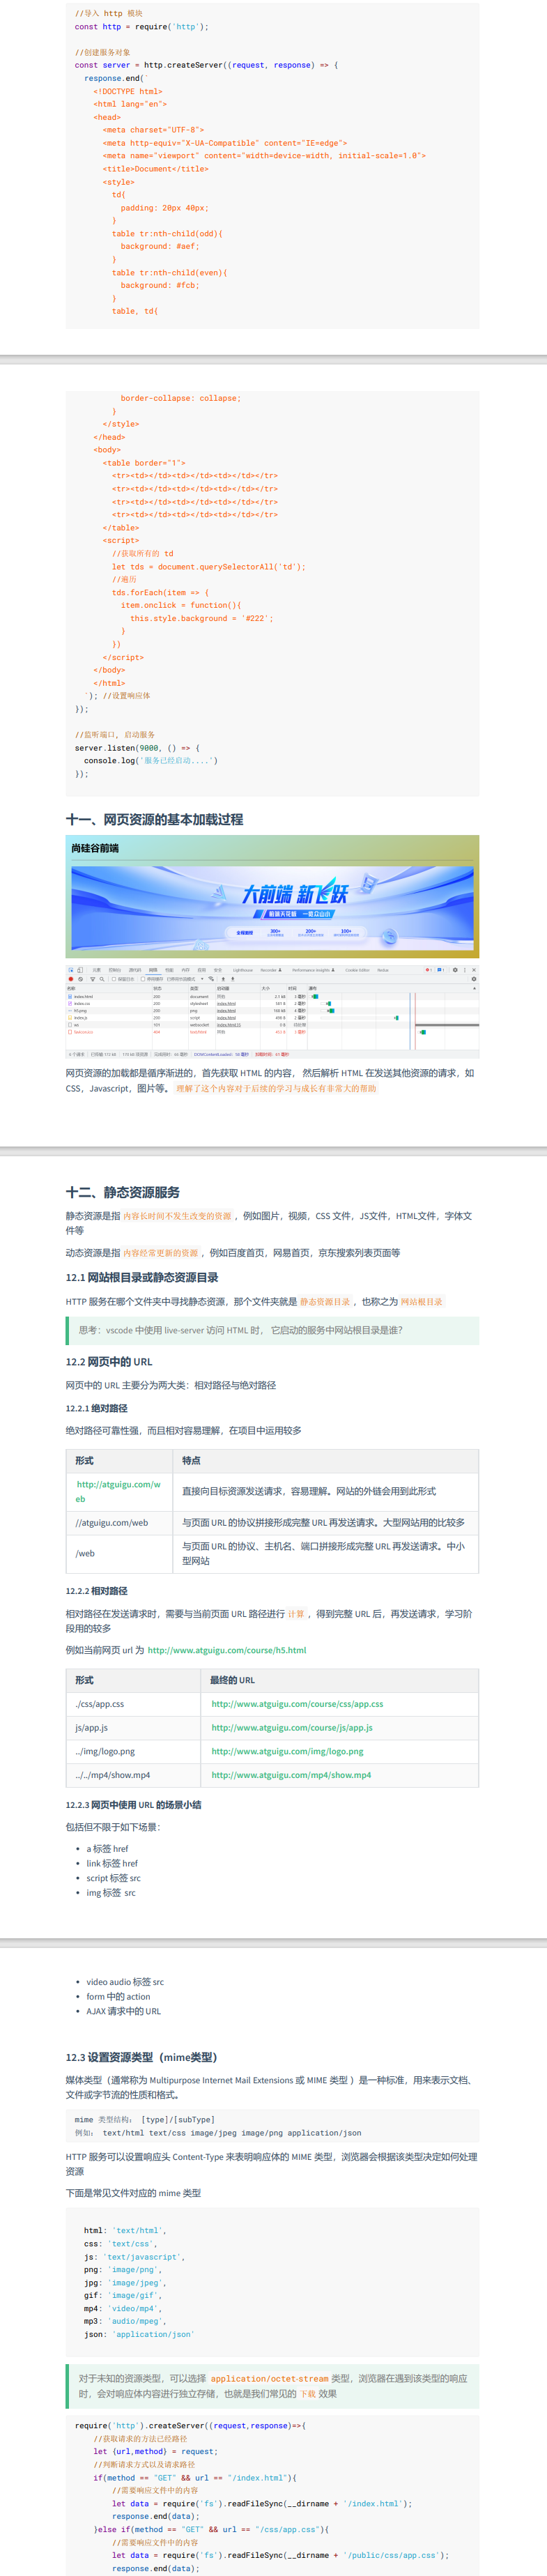 //导入 http 模块
const http = require('http');
//创建服务对象
const server = http.createServer((request, response) => {
response.end(`
<!DOCTYPE html>
<html lang="en">
<head>
<meta charset="UTF-8">
<meta http-equiv="X-UA-Compatible" content="IE=edge">
<meta name="viewport" content="width=device-width, initial-scale=1.0">
<title>Document</title>
<style>
td{
padding: 20px 40px;
}
table tr:nth-child(odd){
background: #aef;
}
table tr:nth-child(even){
background: #fcb;
}
table, td{
border-collapse: collapse;
}
</style>
</head>
<body>
<table border="1">
<tr><td></td><td></td><td></td></tr>
<tr><td></td><td></td><td></td></tr>
<tr><td></td><td></td><td></td></tr>
<tr><td></td><td></td><td></td></tr>
</table>
<script>
//获取所有的 td
let tds = document.querySelectorAll('td');
//遍历
tds.forEach(item => {
item.onclick = function(){
this.style.background = '#222';
}
})
</script>
</body>
</html>
`); //设置响应体
});
//监听端口, 启动服务
server.listen(9000, () => {
console.log('服务已经启动....')
});
十一、网页资源的基本加载过程
尚硅谷前端
大前端 新飞跃
前端天花板 一览众山小
300+
200+
100+
网页资源的加载都是循序渐进的，首先获取 HTML 的内容， 然后解析 HTML 在发送其他资源的请求，如
CSS，Javascript，图片等。 理解了这个内容对于后续的学习与成长有非常大的帮助
十二、静态资源服务
静态资源是指 内容长时间不发生改变的资源 ，例如图片，视频，CSS 文件，JS文件，HTML文件，字体文
件等
动态资源是指 内容经常更新的资源 ，例如百度首页，网易首页，京东搜索列表页面等
12.1 网站根目录或静态资源目录
HTTP 服务在哪个文件夹中寻找静态资源，那个文件夹就是 静态资源目录 ，也称之为 网站根目录
思考：vscode 中使用 live-server 访问 HTML 时， 它启动的服务中网站根目录是谁？
12.2 网页中的 URL
网页中的 URL 主要分为两大类：相对路径与绝对路径
12.2.1 绝对路径
绝对路径可靠性强，而且相对容易理解，在项目中运用较多
形式 特点
http://atguigu.com/w
eb
直接向目标资源发送请求，容易理解。网站的外链会用到此形式
//atguigu.com/web 与页面 URL 的协议拼接形成完整 URL 再发送请求。大型网站用的比较多
/web 与页面 URL 的协议、主机名、端口拼接形成完整 URL 再发送请求。中小
型网站
12.2.2 相对路径
相对路径在发送请求时，需要与当前页面 URL 路径进行 计算 ，得到完整 URL 后，再发送请求，学习阶
段用的较多
例如当前网页 url 为 http://www.atguigu.com/course/h5.html
形式 最终的 URL
./css/app.css http://www.atguigu.com/course/css/app.css
js/app.js http://www.atguigu.com/course/js/app.js
../img/logo.png http://www.atguigu.com/img/logo.png
../../mp4/show.mp4 http://www.atguigu.com/mp4/show.mp4
12.2.3 网页中使用 URL 的场景小结
包括但不限于如下场景：
• a 标签 href
• link 标签 href
• script 标签 src
• img 标签 src
• video audio 标签 src
• form 中的 action
• AJAX 请求中的 URL
12.3 设置资源类型（mime类型）
媒体类型（通常称为 Multipurpose Internet Mail Extensions 或 MIME 类型 ）是一种标准，用来表示文档、
文件或字节流的性质和格式。
mime 类型结构： [type]/[subType]
例如： text/html text/css image/jpeg image/png application/json
HTTP 服务可以设置响应头 Content-Type 来表明响应体的 MIME 类型，浏览器会根据该类型决定如何处理
资源
下面是常见文件对应的 mime 类型
html: 'text/html',
css: 'text/css',
js: 'text/javascript',
png: 'image/png',
jpg: 'image/jpeg',
gif: 'image/gif',
mp4: 'video/mp4',
mp3: 'audio/mpeg',
json: 'application/json'
对于未知的资源类型，可以选择 application/octet-stream 类型，浏览器在遇到该类型的响应
时，会对响应体内容进行独立存储，也就是我们常见的 下载 效果
require('http').createServer((request,response)=>{
//获取请求的方法已经路径
let {url,method} = request;
//判断请求方式以及请求路径
if(method == "GET" && url == "/index.html"){
//需要响应文件中的内容
let data = require('fs').readFileSync(__dirname + '/index.html');
response.end(data);
}else if(method == "GET" && url == "/css/app.css"){
//需要响应文件中的内容
let data = require('fs').readFileSync(__dirname + '/public/css/app.css');
response.end(data);